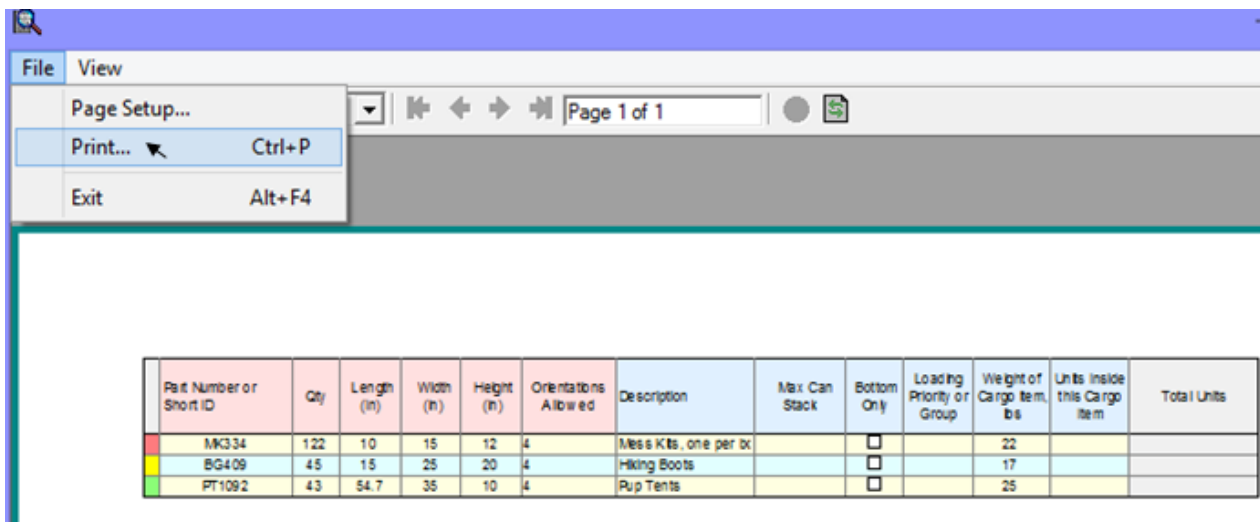 File View
Page Setup...
Page 1 of 1
Print... Ctrl+P
Exit Alt+F4
Part Number or Short ID Qty Length (in) Width (in) Height (in) Orientations Allowed Description Max Can Stack Bottom Only Loading Priority or Group Weight of Cargo Item, lbs Units Inside this Cargo Item Total Units
MK334 122 10 15 12 4 Mess Kits, one per bx 22
BG409 45 15 25 20 4 Hiking Boots 17
PT1092 43 54.7 35 10 4 Pup Tents 25